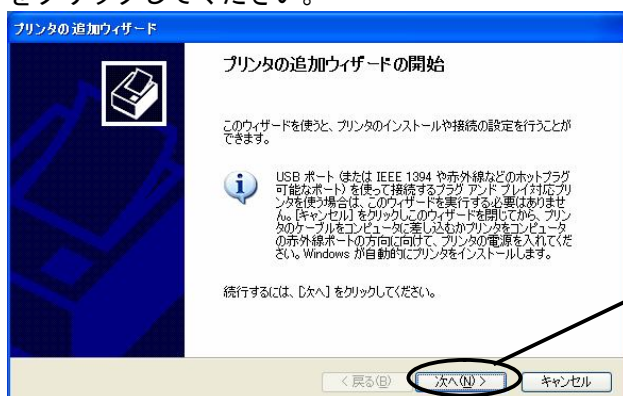 をクリックしてください。
プリンタの追加ウィザード
プリンタの追加ウィザードの開始
このウィザードを使うと、プリンタのインストールや接続の設定を行うことが
できます。
USB ポート (または IEEE 1394 や赤外線などのホットプラグ
可能なポート) を使って接続するプラグ アンド プレイ対応プリ
ンタを使う場合は、このウィザードを実行する必要はありませ
ん。[キャンセル] をクリックしこのウィザードを閉じてから、プリン
タのケーブルをコンピュータに差し込むかプリンタをコンピュータ
の赤外線ポートの方向に向けて、プリンタの電源を入れてくだ
さい。Windows が自動的にプリンタをインストールします。
続行するには、[次へ] をクリックしてください。
< 戻る(B) 次へ(N) > キャンセル